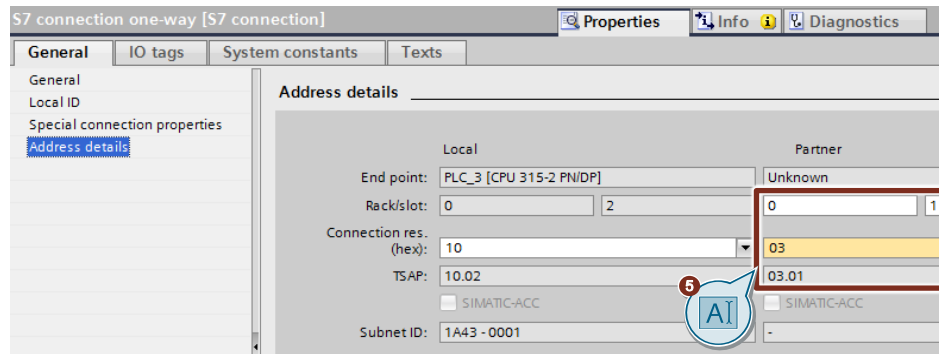 S7 connection one-way [S7 connection]
Properties
Info
Diagnostics
General
IO tags
System constants
Texts
General
Local ID
Special connection properties
Address details
Address details
Local
Partner
End point:
PLC_3 [CPU 315-2 PN/DP]
Unknown
Rack/slot:
0
2
0
1
Connection res.
(hex):
10
03
TSAP:
10.02
03.01
SIMATIC-ACC
SIMATIC-ACC
5
A
Subnet ID:
1A43 - 0001
-